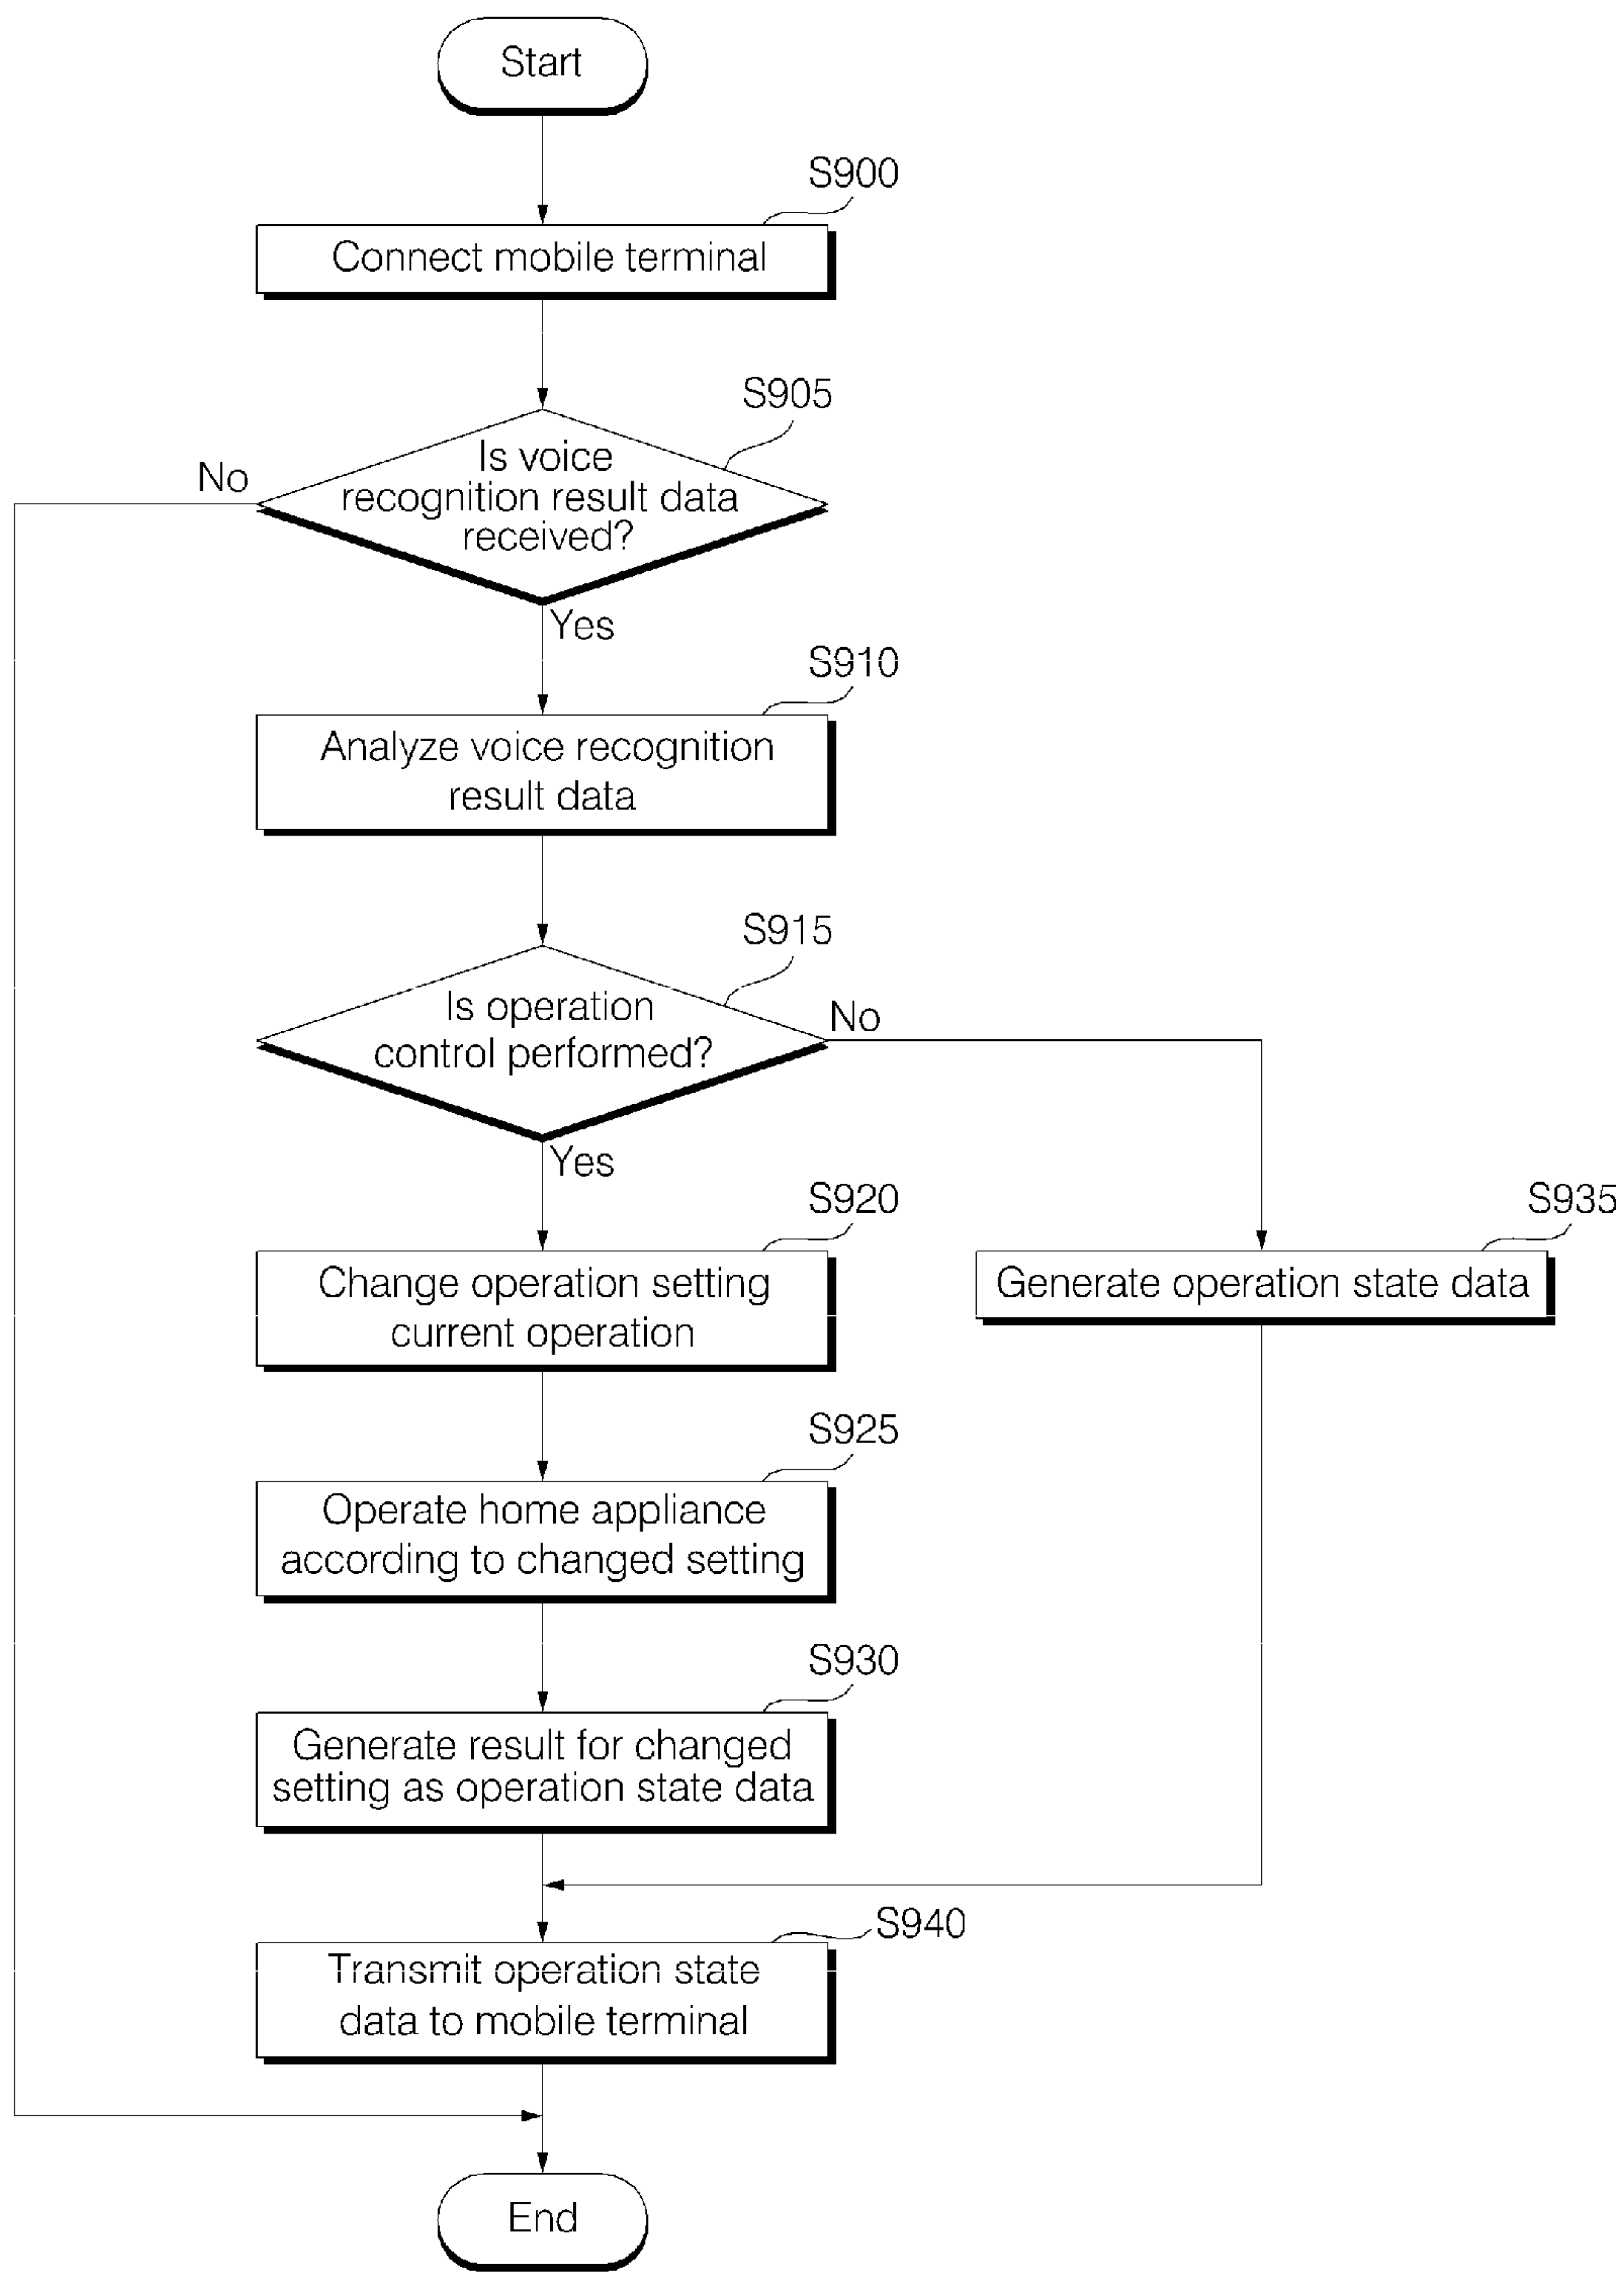 Start
S900
Connect mobile terminal
S905
Is voice
recognition result data
received?
No
Yes
S910
Analyze voice recognition
result data
S915
Is operation
control performed?
No
Yes
S920
Change operation setting
current operation
S935
Generate operation state data
S925
Operate home appliance
according to changed setting
S930
Generate result for changed
setting as operation state data
S940
Transmit operation state
data to mobile terminal
End